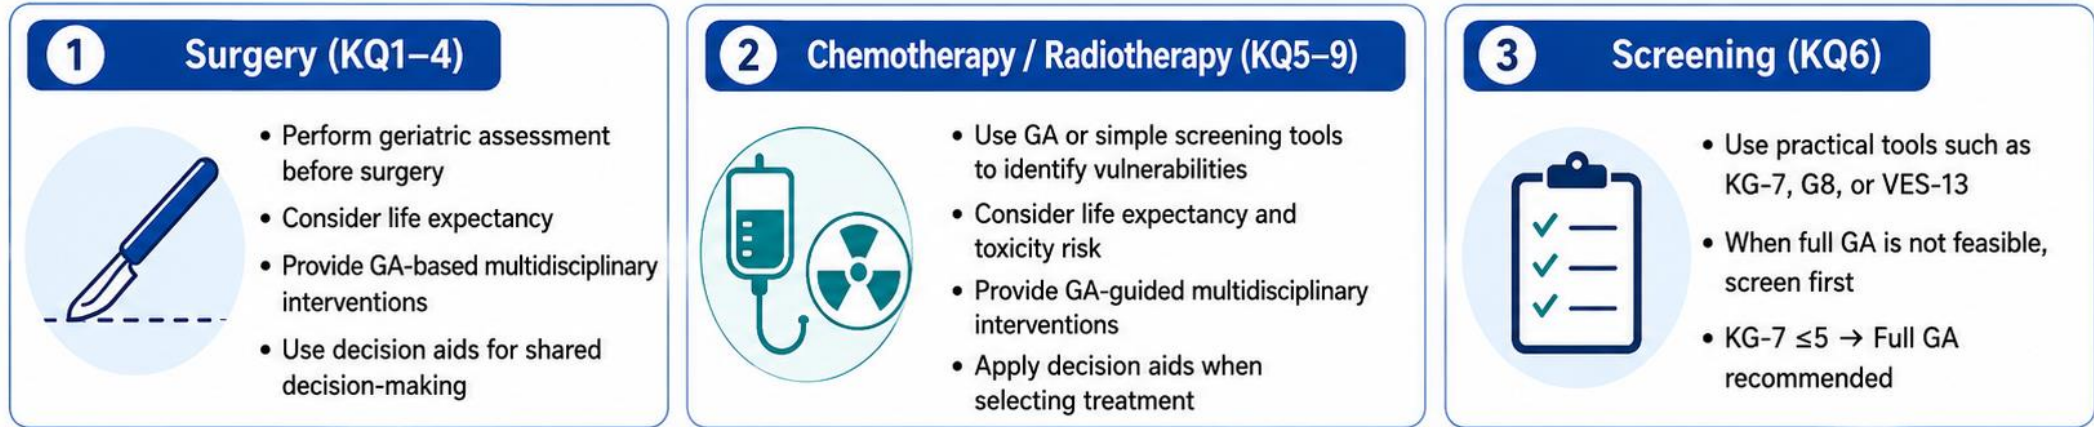 1 Surgery (KQ1–4)
• Perform geriatric assessment
before surgery
• Consider life expectancy
• Provide GA-based multidisciplinary
interventions
• Use decision aids for shared
decision-making
2 Chemotherapy / Radiotherapy (KQ5–9)
• Use GA or simple screening tools
to identify vulnerabilities
• Consider life expectancy and
toxicity risk
• Provide GA-guided multidisciplinary
interventions
• Apply decision aids when
selecting treatment
3 Screening (KQ6)
• Use practical tools such as
KG-7, G8, or VES-13
• When full GA is not feasible,
screen first
• KG-7 ≤5 → Full GA
recommended